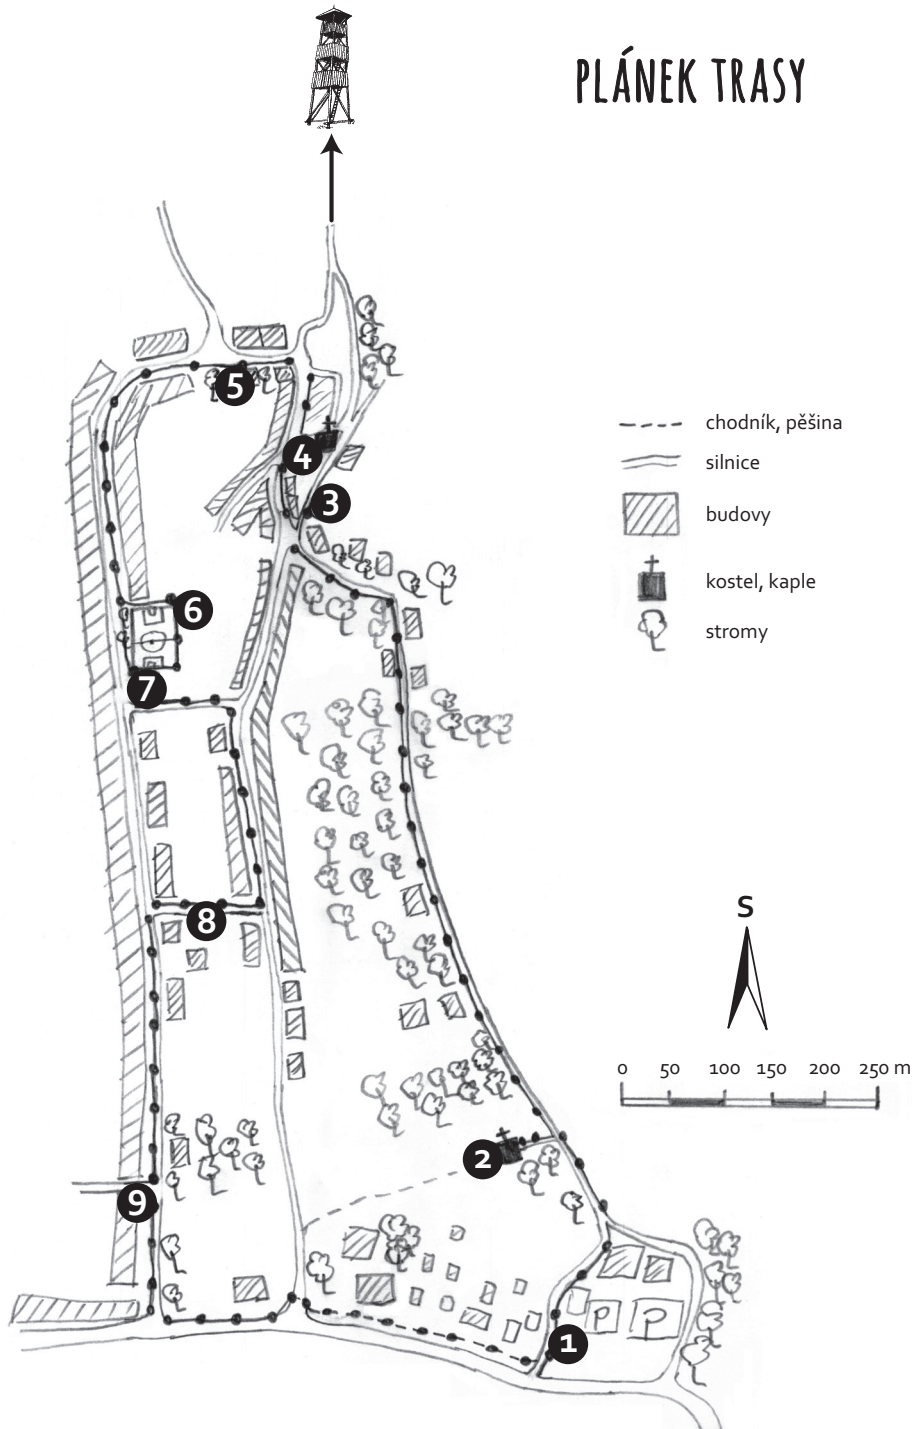 PLÁNEK TRASY
5
4
3
6
7
8
2
9
1
P
P
chodník, pěšina
silnice
budovy
kostel, kaple
stromy
S
0 50 100 150 200 250 m